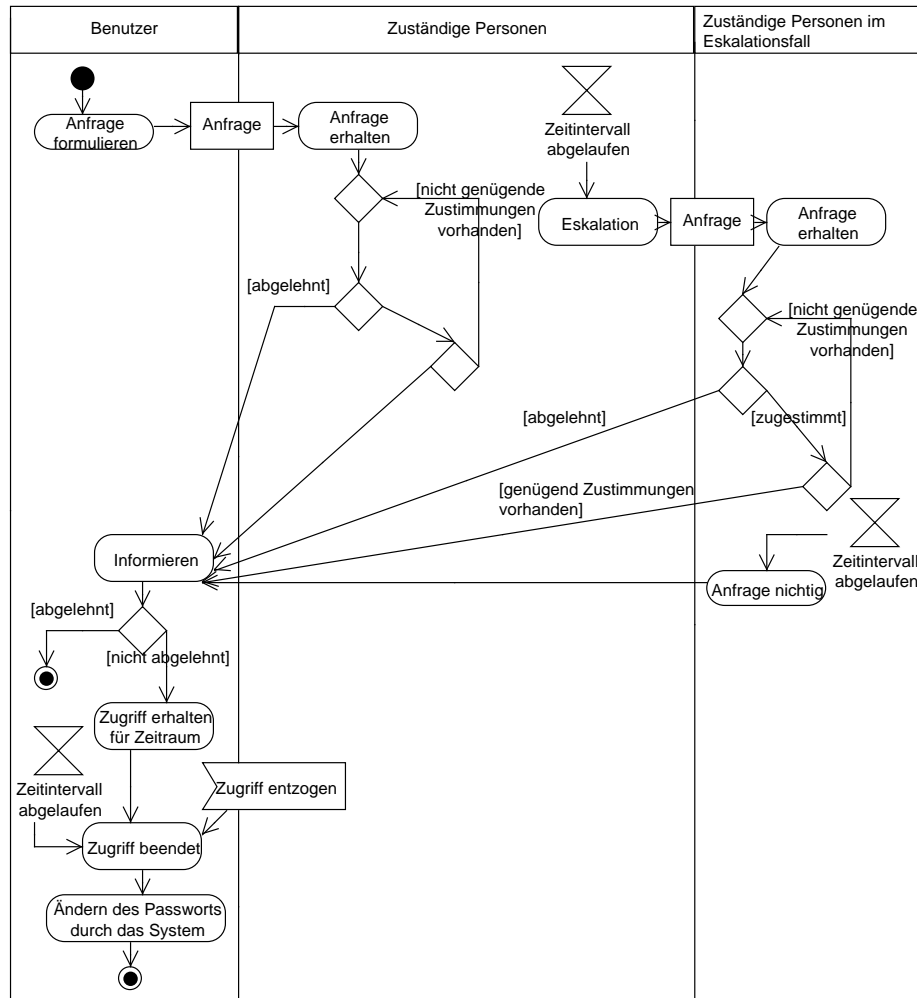 Benutzer
Zuständige Personen
Zuständige Personen im
Eskalationsfall
Anfrage
formulieren
Anfrage
Anfrage
erhalten
Zeitintervall
abgelaufen
[nicht genügende
Zustimmungen
vorhanden]
Eskalation
Anfrage
Anfrage
erhalten
[abgelehnt]
[nicht genügende
Zustimmungen
vorhanden]
[abgelehnt]
[zugestimmt]
[genügend Zustimmungen
vorhanden]
Informieren
Zeitintervall
abgelaufen
Anfrage nichtig
[abgelehnt]
[nicht abgelehnt]
Zugriff erhalten
für Zeitraum
Zeitintervall
abgelaufen
Zugriff entzogen
Zugriff beendet
Ändern des Passworts
durch das System